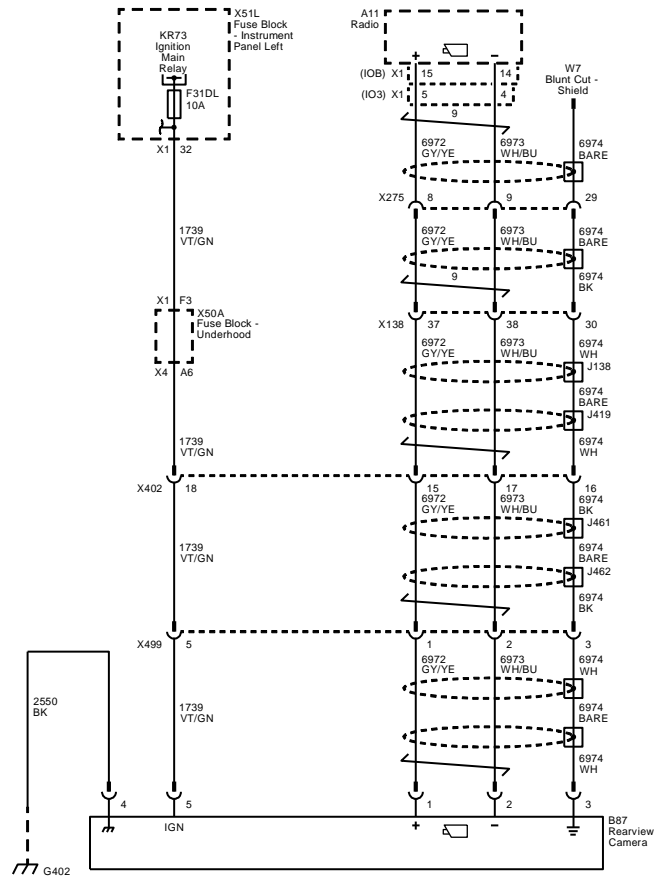 X51L
Fuse Block
- Instrument
Panel Left
KR73
Ignition
Main
Relay
F31DL
10A
X1 32
A11
Radio
+ –
(IOB) X1 15 14
(IO3) X1 5 4
W7
Blunt Cut -
Shield
9
6972
GY/YE
6973
WH/BU
6974
BARE
X275 8 9 29
1739
VT/GN
6972
GY/YE
6973
WH/BU
6974
BARE
9
6974
BK
X1 F3
X50A
Fuse Block -
Underhood
X4 A6
X138 37 38 30
6972
GY/YE
6973
WH/BU
6974
WH
J138
6974
BARE
J419
6974
WH
1739
VT/GN
X402 18 15 17 16
6972
GY/YE
6973
WH/BU
6974
BK
J461
1739
VT/GN
6974
BARE
J462
6974
BK
X499 5 1 2 3
6972
GY/YE
6973
WH/BU
6974
WH
2550
BK
1739
VT/GN
6974
BARE
6974
WH
4 5 1 2 3
IGN + –
B87
Rearview
Camera
G402